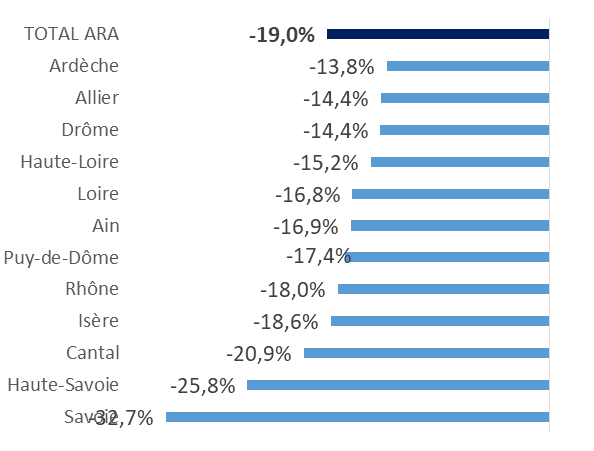 TOTAL ARA -19,0%
Ardèche -13,8%
Allier -14,4%
Drôme -14,4%
Haute-Loire -15,2%
Loire -16,8%
Ain -16,9%
Puy-de-Dôme -17,4%
Rhône -18,0%
Isère -18,6%
Cantal -20,9%
Haute-Savoie -25,8%
Savoie -32,7%